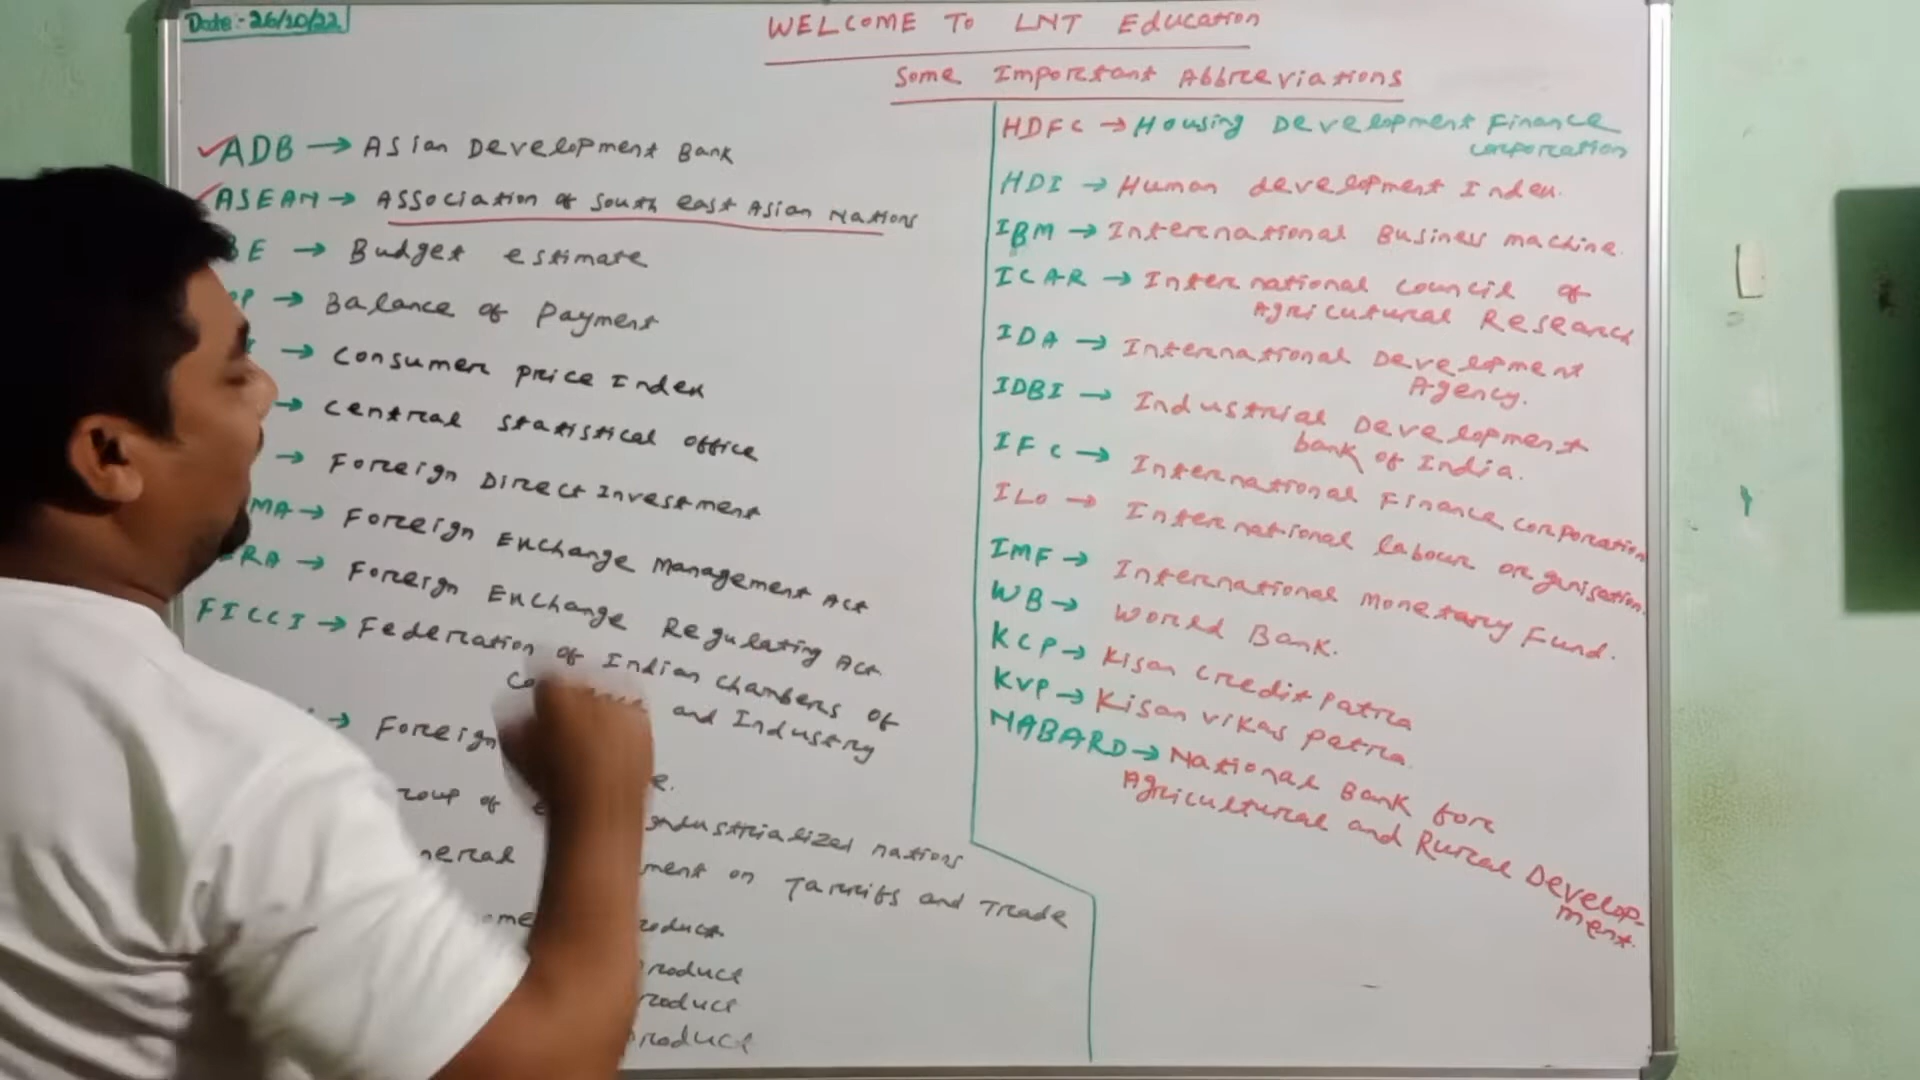 Date:- 26/10/22
WELCOME To LNT Education
Some Important Abbreviations
ADB → Asian Development Bank
ASEAN → Association of South east Asian Nations
BE → Budget estimate
P → Balance of Payment
→ Consumer price Index
→ Central Statistical office
→ Foreign Direct Investment
MA → Foreign Exchange Management Act
RA → Foreign Exchange Regulating Act
FICCI → Federation of Indian Chambers of
and Industry
→ Foreign
roup of industrialized nations
neral ment on Tarrifs and Trade
ome roduct
roduct
roduct
roduct
HDFC → Housing Development Finance
corporation
HDI → Human development Index.
IBM → International Business machine.
ICAR → International council of
Agricutural Research
IDA → International Development
Agency.
IDBI → Industrial Development
bank of India.
IFC → International Finance corporation
ILO → International labour organisation.
IMF → International monetary Fund.
WB → World Bank.
KCP → Kisan credit patra
KVP → Kisan vikas patra.
NABARD → National Bank for
Agricultural and Rural Develop-
ment.